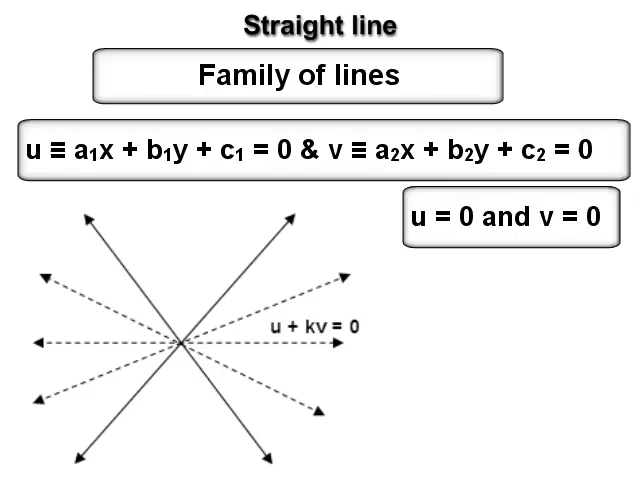 Straight line
Family of lines
u ≡ a₁x + b₁y + c₁ = 0 & v ≡ a₂x + b₂y + c₂ = 0
u = 0 and v = 0
u + kv = 0